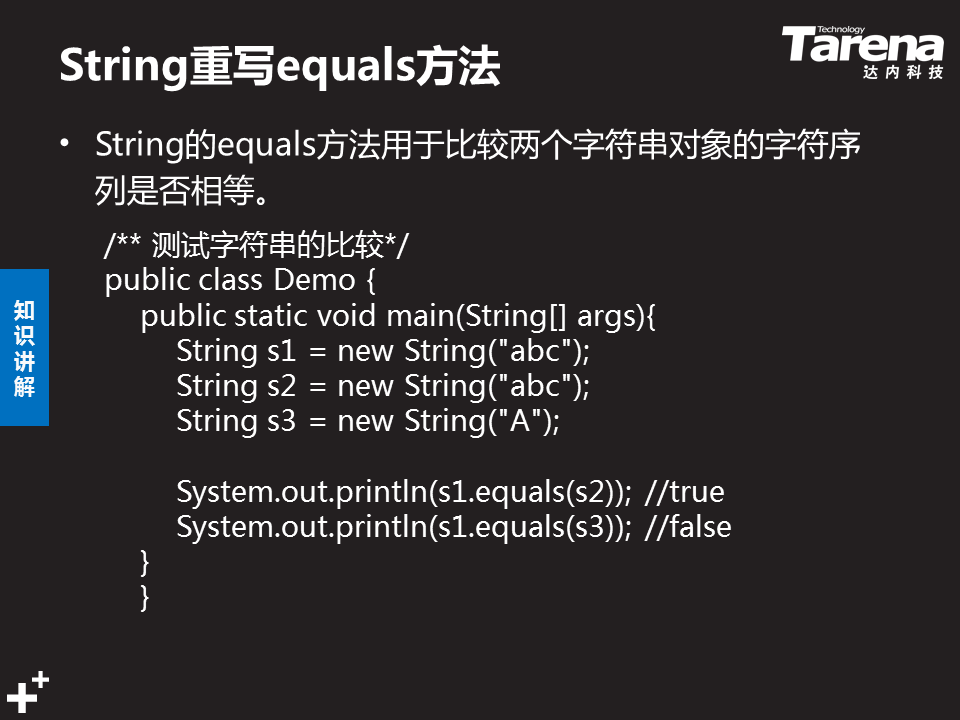 String重写equals方法
Technology
Tarena
达内科技
• String的equals方法用于比较两个字符串对象的字符序
列是否相等。
/** 测试字符串的比较*/
public class Demo {
public static void main(String[] args){
String s1 = new String("abc");
String s2 = new String("abc");
String s3 = new String("A");
System.out.println(s1.equals(s2)); //true
System.out.println(s1.equals(s3)); //false
}
}
知
识
讲
解